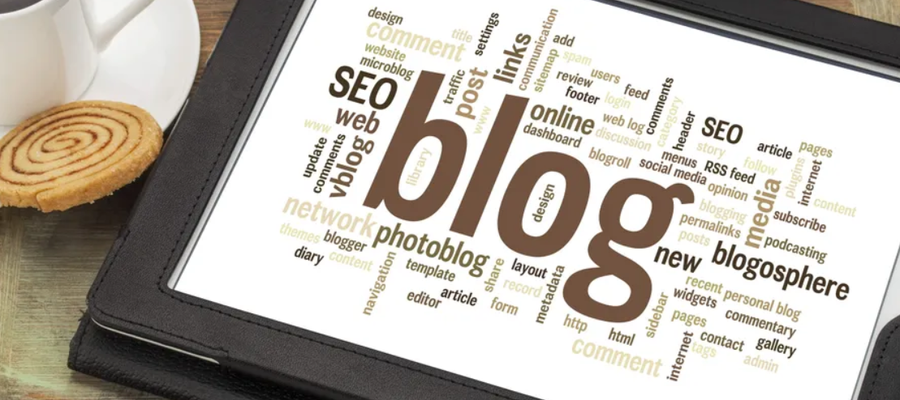 design
comment
title
settings
links
communication
add
spam
website
microblog
SEO
web
vblog
www
update
comments
traffic
post
www
sitemap
review
users
feed
footer
login
online
web log
comments
dashboard
discussion
category
header
SEO
story
article
pages
blog
library
design
blogroll
menus
social media
RSS feed
follow
plugins
internet
opinion
content
blogging
media
subscribe
permalinks
posts
podcasting
network
themes
blogger
diary
content
photoblog
new
blogosphere
navigation
template
editor
article
share
record
form
layout
metadata
http
html
comment
sidebar
recent
personal blog
widgets
commentary
pages
contact
gallery
internet
tags
admin